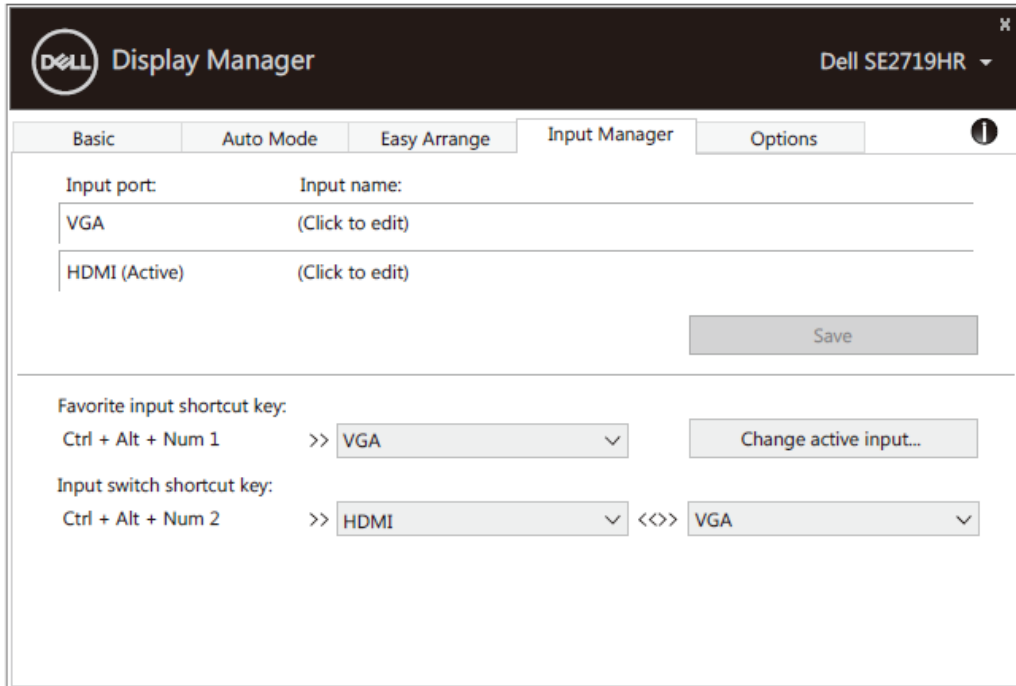 x
DELL Display Manager Dell SE2719HR
Basic Auto Mode Easy Arrange Input Manager Options
Input port: Input name:
VGA (Click to edit)
HDMI (Active) (Click to edit)
Save
Favorite input shortcut key:
Ctrl + Alt + Num 1 >> VGA Change active input...
Input switch shortcut key:
Ctrl + Alt + Num 2 >> HDMI <<>> VGA